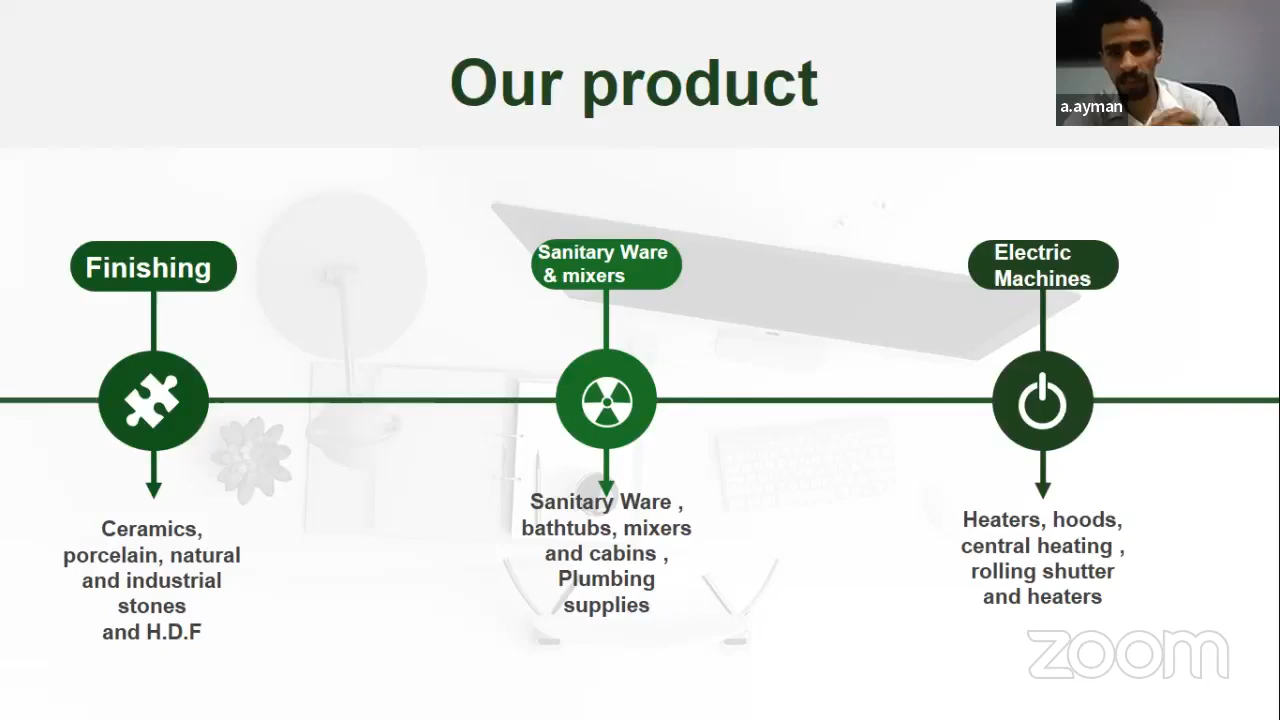 Our product
a.ayman
Finishing
Sanitary Ware
& mixers
Electric
Machines
Ceramics,
porcelain, natural
and industrial
stones
and H.D.F
Sanitary Ware ,
bathtubs, mixers
and cabins ,
Plumbing
supplies
Heaters, hoods,
central heating ,
rolling shutter
and heaters
zoom